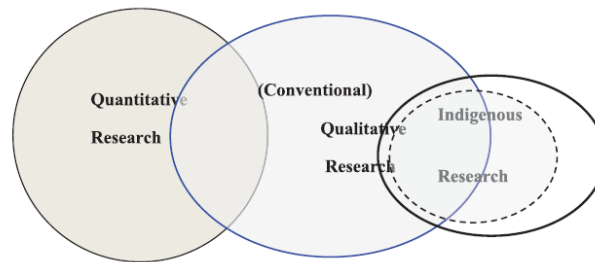 Quantitative
Research
(Conventional)
Qualitative
Research
Indigenous
Research